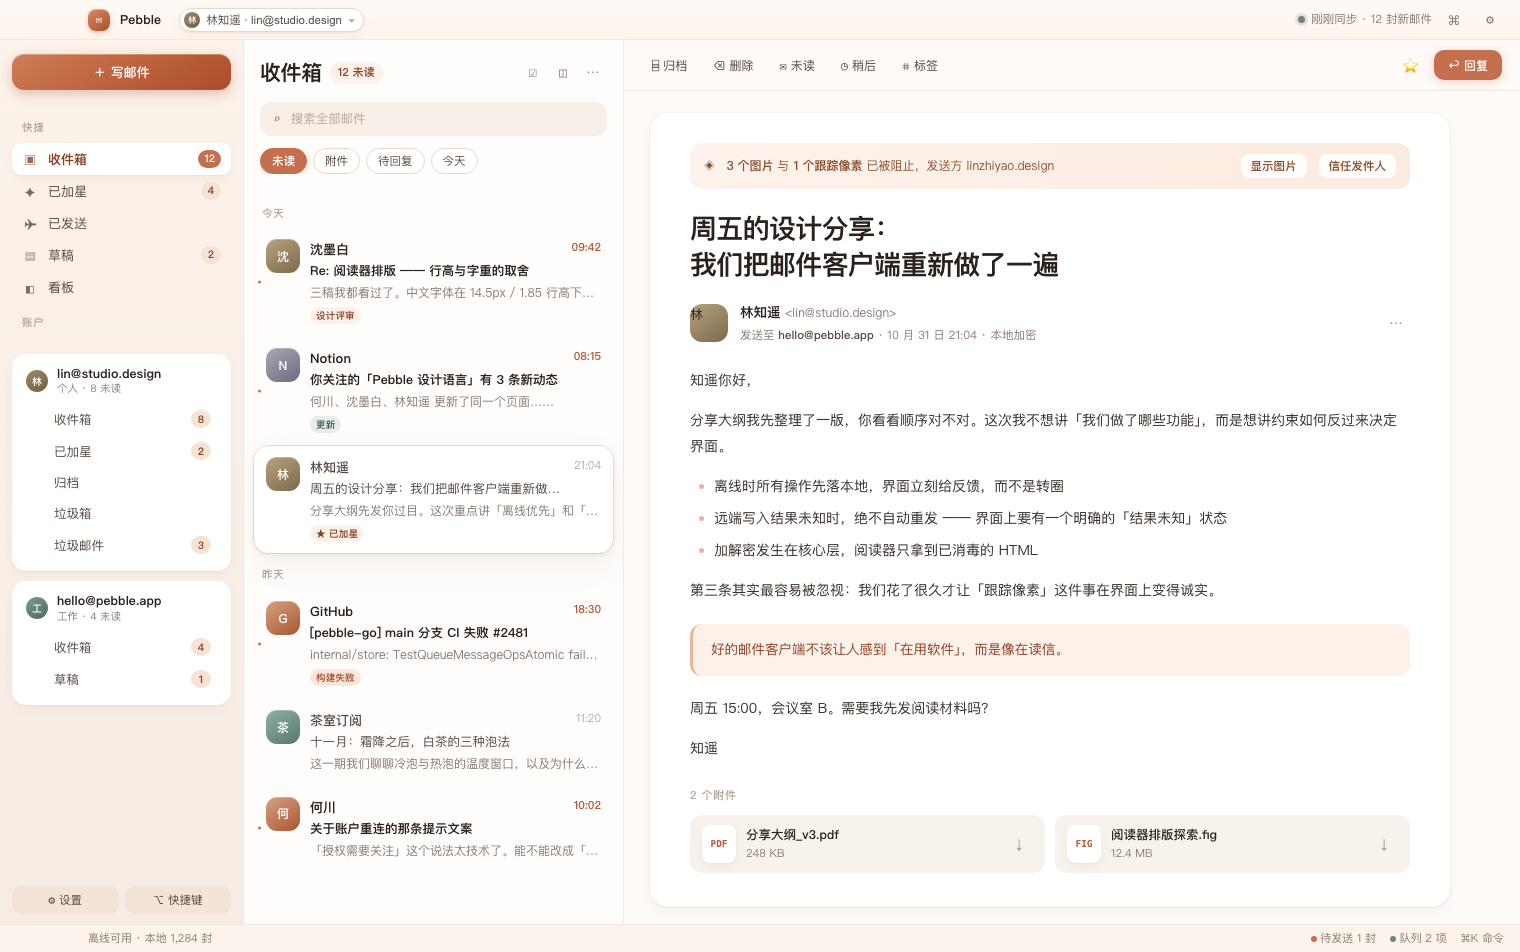 Pebble
林 林知遥 · lin@studio.design
刚刚同步 · 12 封新邮件
+ 写邮件
快捷
收件箱 12
已加星 4
已发送
草稿 2
看板
账户
林 lin@studio.design
个人 · 8 未读
收件箱 8
已加星 2
归档
垃圾箱
垃圾邮件 3
工 hello@pebble.app
工作 · 4 未读
收件箱 4
草稿 1
设置
⌥ 快捷键
收件箱 12 未读
搜索全部邮件
未读 附件 待回复 今天
今天
沈 沈墨白 09:42
Re: 阅读器排版 —— 行高与字重的取舍
三稿我都看过了。中文字体在 14.5px / 1.85 行高下…
设计评审
N Notion 08:15
你关注的「Pebble 设计语言」有 3 条新动态
何川、沈墨白、林知遥 更新了同一个页面……
更新
林 林知遥 21:04
周五的设计分享：我们把邮件客户端重新做…
分享大纲先发你过目。这次重点讲「离线优先」和「…
★ 已加星
昨天
G GitHub 18:30
[pebble-go] main 分支 CI 失败 #2481
internal/store: TestQueueMessageOpsAtomic fail…
构建失败
茶 茶室订阅 11:20
十一月：霜降之后，白茶的三种泡法
这一期我们聊聊冷泡与热泡的温度窗口，以及为什么…
何 何川 10:02
关于账户重连的那条提示文案
「授权需要关注」这个说法太技术了。能不能改成「…
归档 删除 未读 稍后 # 标签
回复
3 个图片 与 1 个跟踪像素 已被阻止，发送方 linzhiyao.design
显示图片 信任发件人
周五的设计分享：
我们把邮件客户端重新做了一遍
林 林知遥 <lin@studio.design>
发送至 hello@pebble.app · 10 月 31 日 21:04 · 本地加密
知遥你好，
分享大纲我先整理了一版，你看看顺序对不对。这次我不想讲「我们做了哪些功能」，而是想讲约束如何反过来决定
界面。
离线时所有操作先落本地，界面立刻给反馈，而不是转圈
远端写入结果未知时，绝不自动重发 —— 界面上要有一个明确的「结果未知」状态
加解密发生在核心层，阅读器只拿到已消毒的 HTML
第三条其实最容易被忽视：我们花了很久才让「跟踪像素」这件事在界面上变得诚实。
好的邮件客户端不该让人感到「在用软件」，而是像在读信。
周五 15:00，会议室 B。需要我先发阅读材料吗？
知遥
2 个附件
PDF 分享大纲_v3.pdf
248 KB
FIG 阅读器排版探索.fig
12.4 MB
离线可用 · 本地 1,284 封
待发送 1 封 队列 2 项 ⌘K 命令